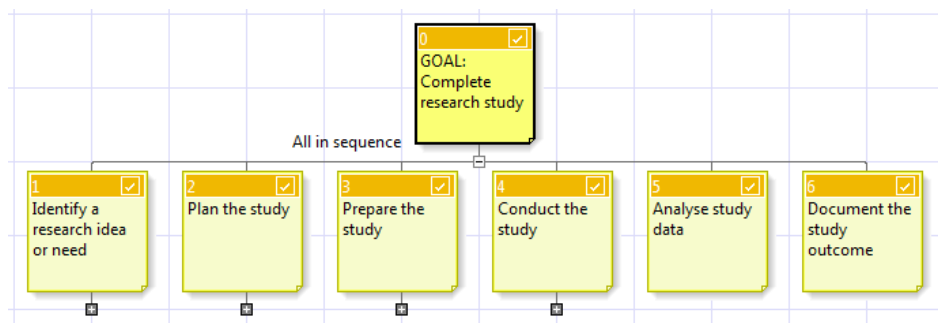 0
GOAL:
Complete
research study
All in sequence
1
Identify a
research idea
or need
2
Plan the study
3
Prepare the
study
4
Conduct the
study
5
Analyse study
data
6
Document the
study
outcome